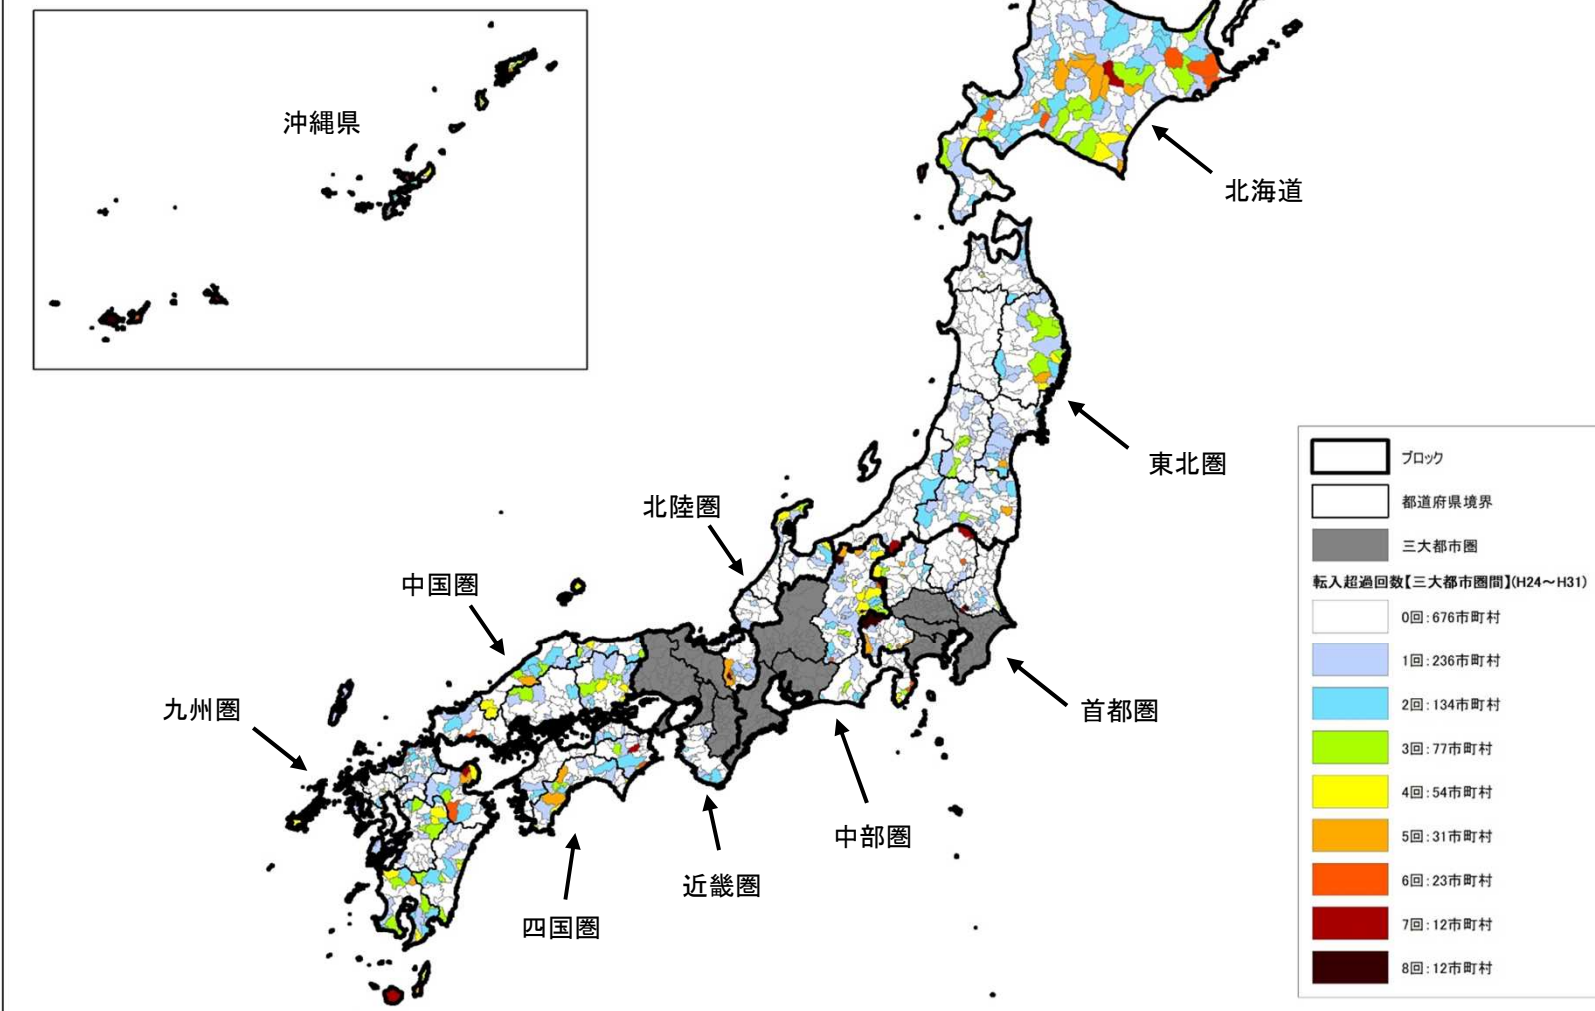 沖縄県
北海道
東北圏
北陸圏
中国圏
九州圏
首都圏
中部圏
近畿圏
四国圏
ブロック
都道府県境界
三大都市圏
転入超過回数【三大都市圏間】(H24～H31)
0回:676市町村
1回:236市町村
2回:134市町村
3回:77市町村
4回:54市町村
5回:31市町村
6回:23市町村
7回:12市町村
8回:12市町村